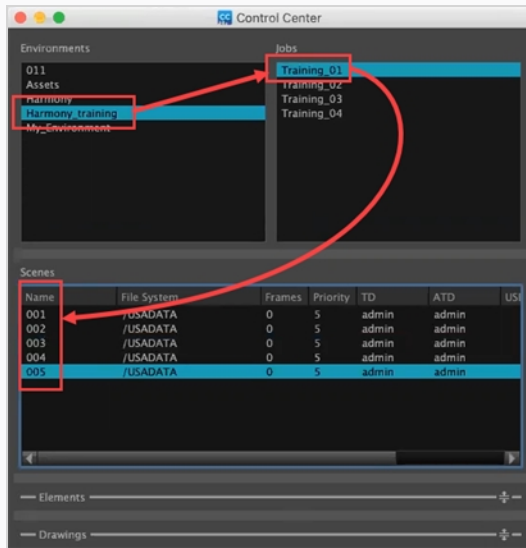 Control Center
Environments
011
Assets
Harmony
Harmony_training
My_Environment
Jobs
Training_01
Training_02
Training_03
Training_04
Scenes
Name File System Frames Priority TD ATD
001 /USADATA 0 5 admin admin
002 /USADATA 0 5 admin admin
003 /USADATA 0 5 admin admin
004 /USADATA 0 5 admin admin
005 /USADATA 0 5 admin admin
Elements
Drawings